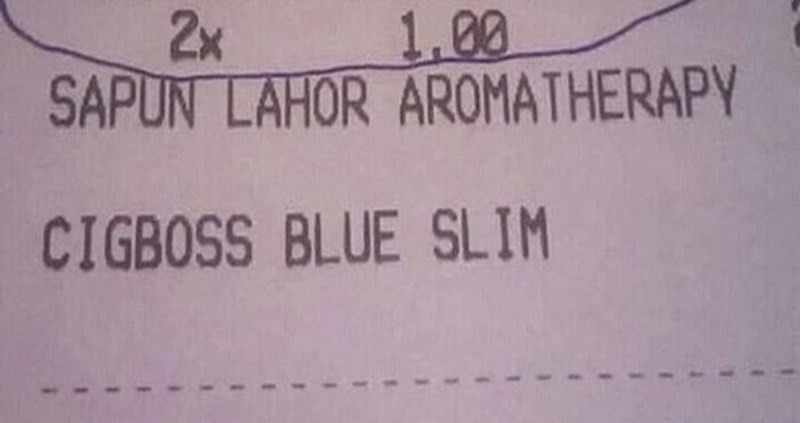 2x 1.00
SAPUN LAHOR AROMATHERAPY
CIGBOSS BLUE SLIM